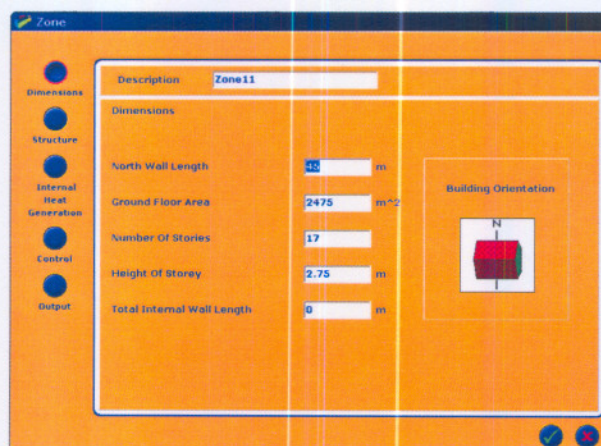 Zone
Dimensions
Structure
Internal
Heat
Generation
Control
Output
Description Zone11
Dimensions
North Wall Length 45 m
Ground Floor Area 2475 m^2
Number Of Stories 17
Height Of Storey 2.75 m
Total Internal Wall Length 0 m
Building Orientation
N